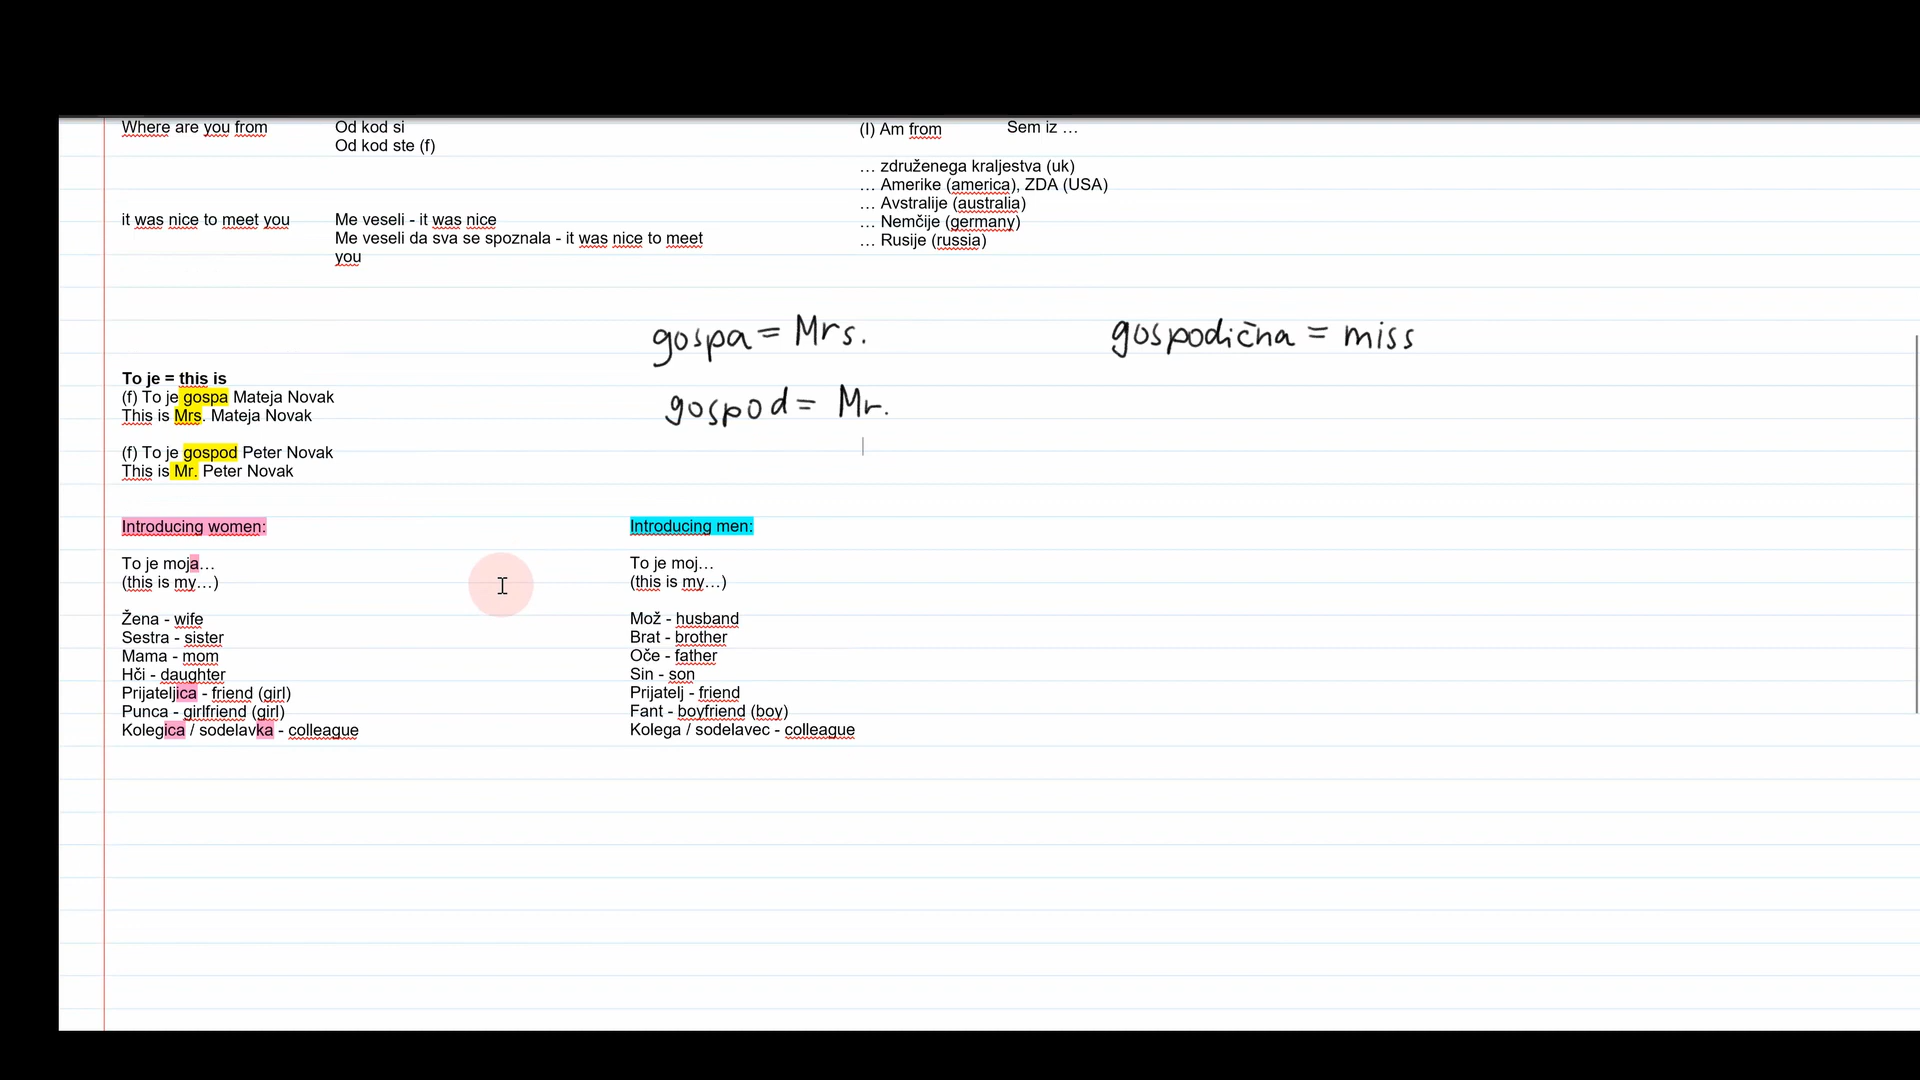 Where are you from
Od kod si
Od kod ste (f)
(I) Am from
Sem iz …
… združenega kraljestva (uk)
… Amerike (america), ZDA (USA)
… Avstralije (australia)
… Nemčije (germany)
… Rusije (russia)
it was nice to meet you
Me veseli - it was nice
Me veseli da sva se spoznala - it was nice to meet
you
gospa = Mrs.
gospodična = miss
gospod = Mr.
To je = this is
(f) To je gospa Mateja Novak
This is Mrs. Mateja Novak
(f) To je gospod Peter Novak
This is Mr. Peter Novak
Introducing women:
To je moja…
(this is my…)
Žena - wife
Sestra - sister
Mama - mom
Hči - daughter
Prijateljica - friend (girl)
Punca - girlfriend (girl)
Kolegica / sodelavka - colleague
Introducing men:
To je moj…
(this is my…)
Mož - husband
Brat - brother
Oče - father
Sin - son
Prijatelj - friend
Fant - boyfriend (boy)
Kolega / sodelavec - colleague